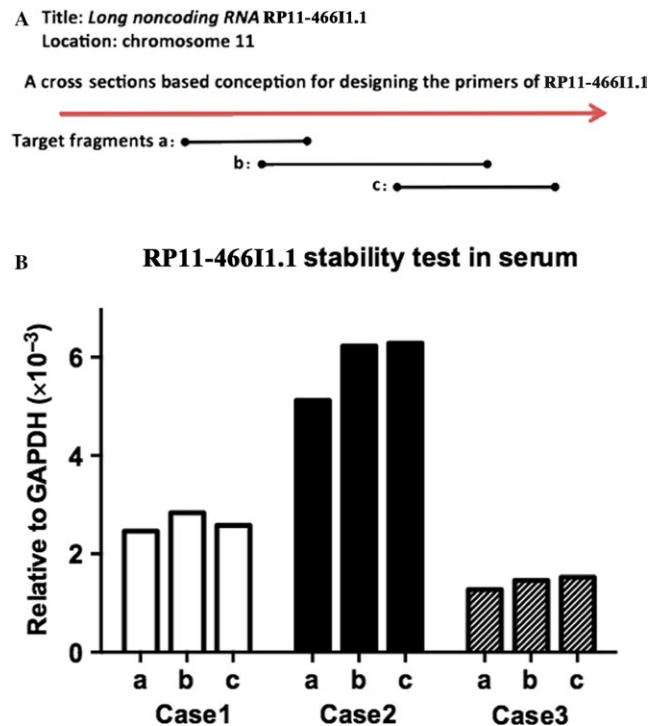 A Title: Long noncoding RNA RP11-466I1.1
Location: chromosome 11
A cross sections based conception for designing the primers of RP11-466I1.1
Target fragments a:
b:
c:
B RP11-466I1.1 stability test in serum
Relative to GAPDH (×10⁻³)
6
4
2
0
a b c a b c a b c
Case1 Case2 Case3